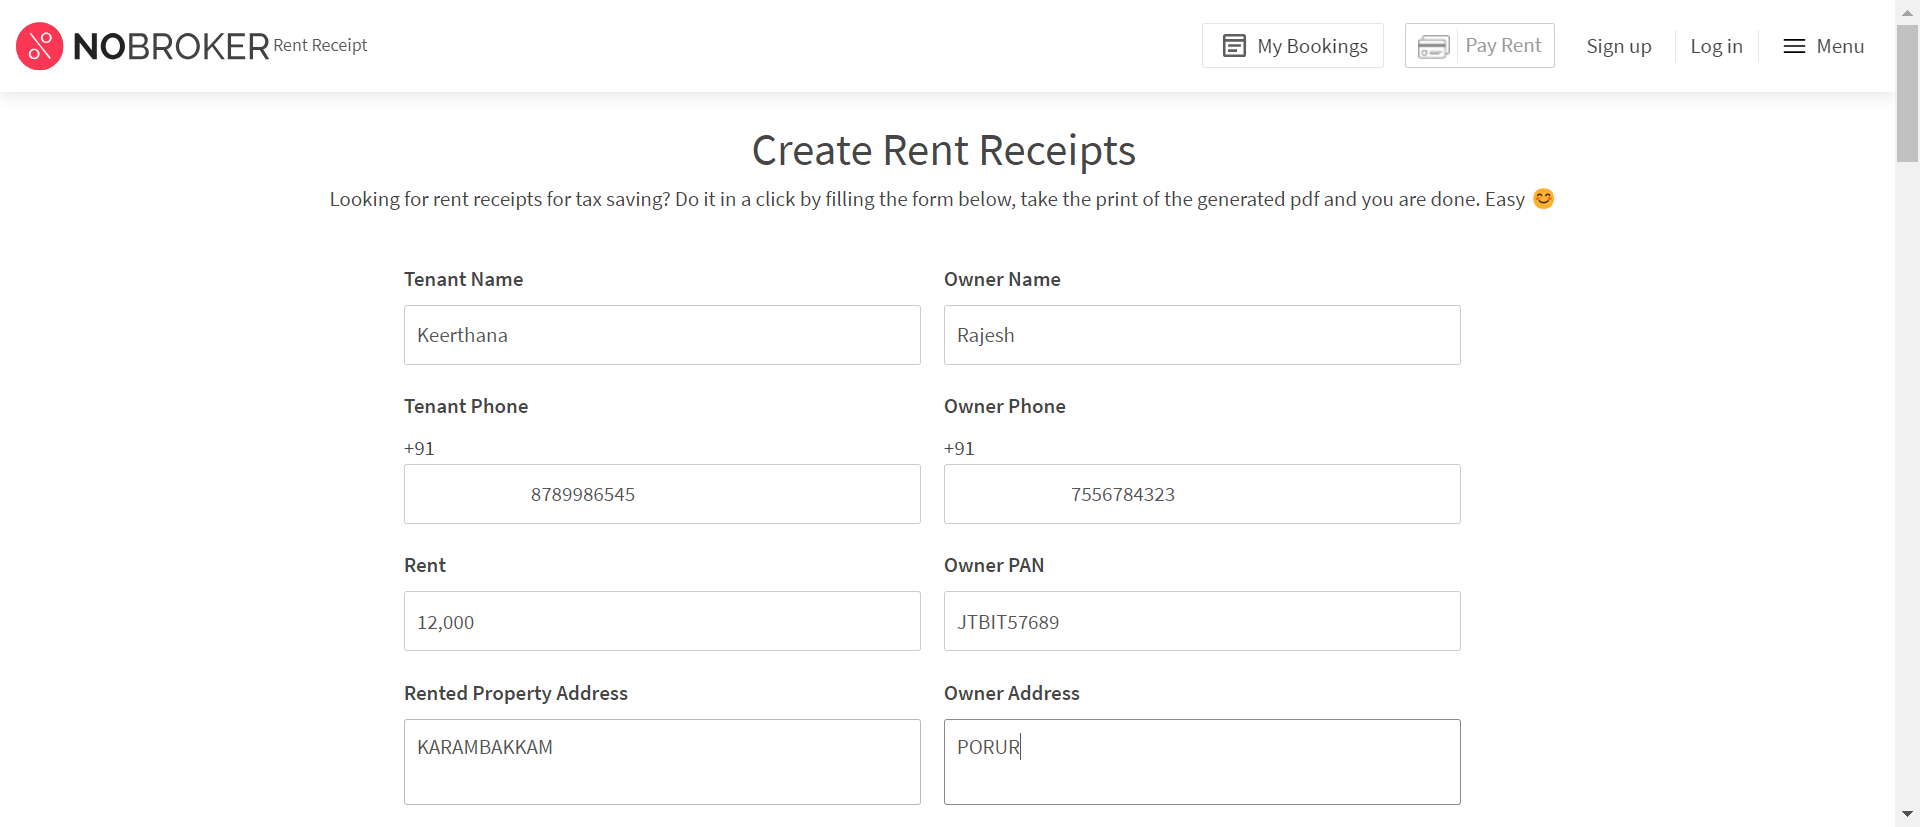 NOBROKER Rent Receipt My Bookings Pay Rent Sign up Log in Menu
Create Rent Receipts
Looking for rent receipts for tax saving? Do it in a click by filling the form below, take the print of the generated pdf and you are done. Easy 😊
Tenant Name Owner Name
Keerthana Rajesh
Tenant Phone Owner Phone
+91 +91
8789986545 7556784323
Rent Owner PAN
12,000 JTBIT57689
Rented Property Address Owner Address
KARAMBAKKAM PORUR